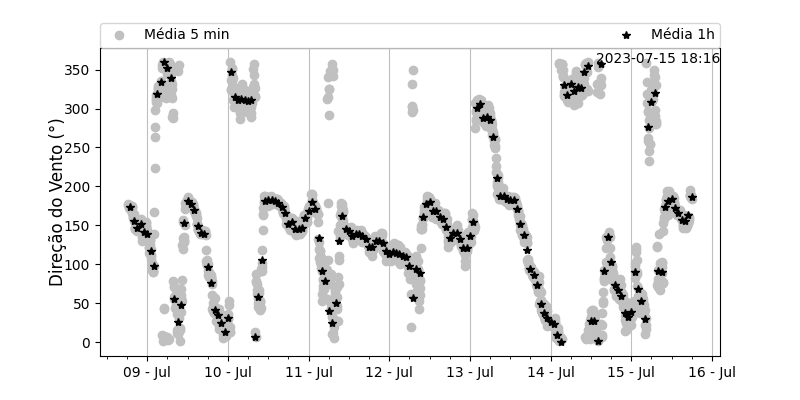 Média 5 min
Média 1h
2023-07-15 18:16
Direção do Vento (°)
350
300
250
200
150
100
50
0
09 - Jul
10 - Jul
11 - Jul
12 - Jul
13 - Jul
14 - Jul
15 - Jul
16 - Jul